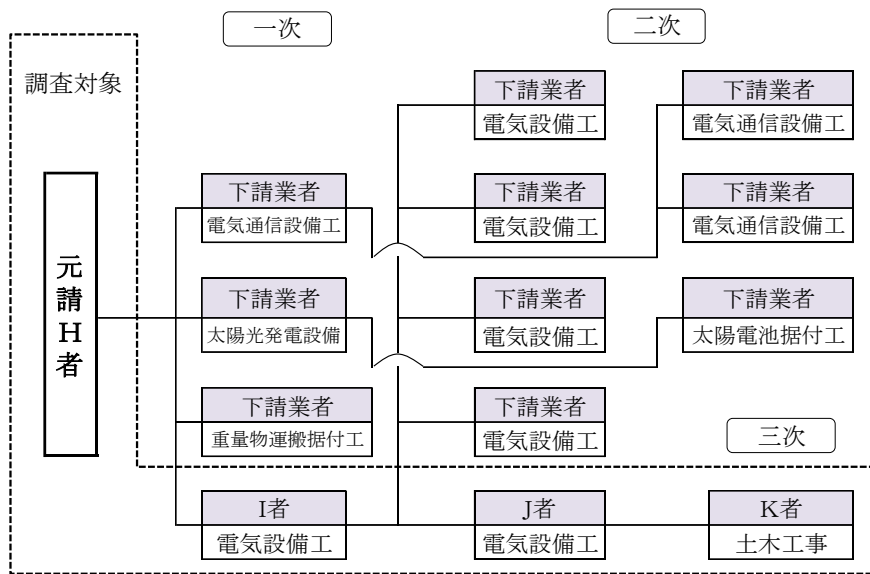 一次
二次
調査対象
下請業者
電気設備工
下請業者
電気通信設備工
元請H者
下請業者
電気通信設備工
下請業者
電気設備工
下請業者
電気通信設備工
下請業者
太陽光発電設備
下請業者
電気設備工
下請業者
太陽電池据付工
下請業者
重量物運搬据付工
下請業者
電気設備工
三次
I者
電気設備工
J者
電気設備工
K者
土木工事